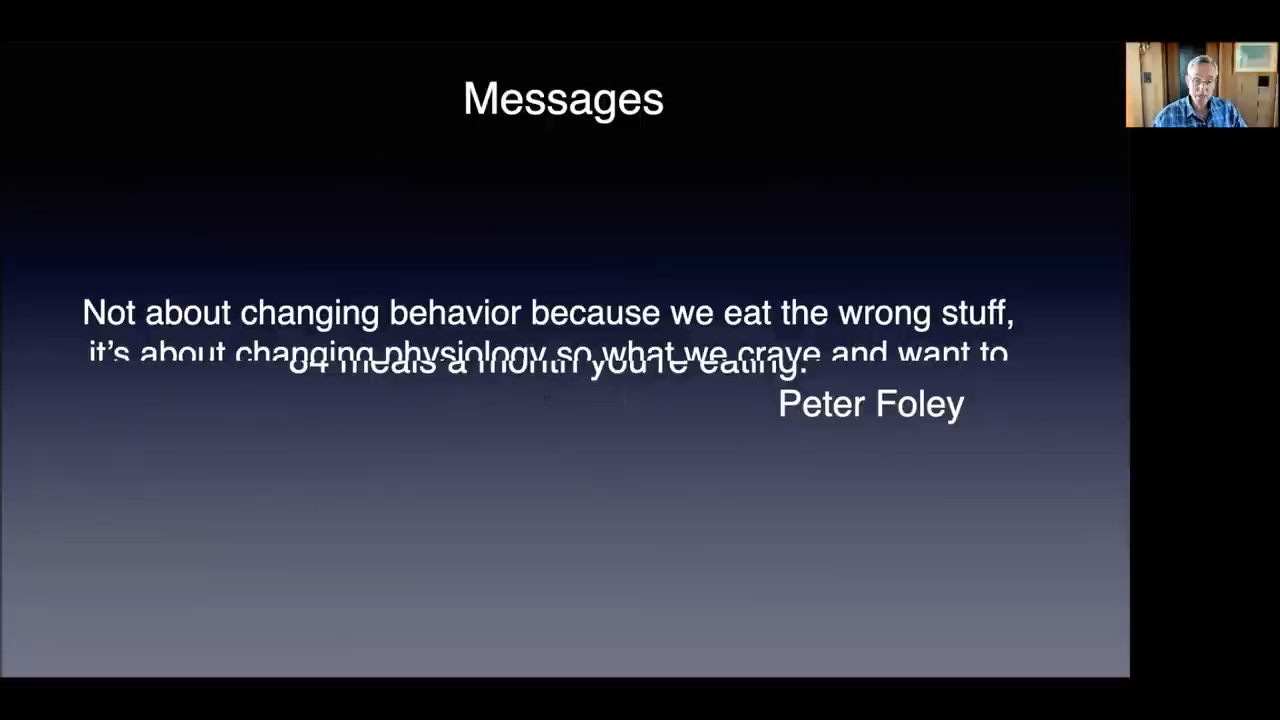 Messages
Not about changing behavior because we eat the wrong stuff,
it’s about changing physiology so what we crave and want to
meals a month you're eating.
Peter Foley